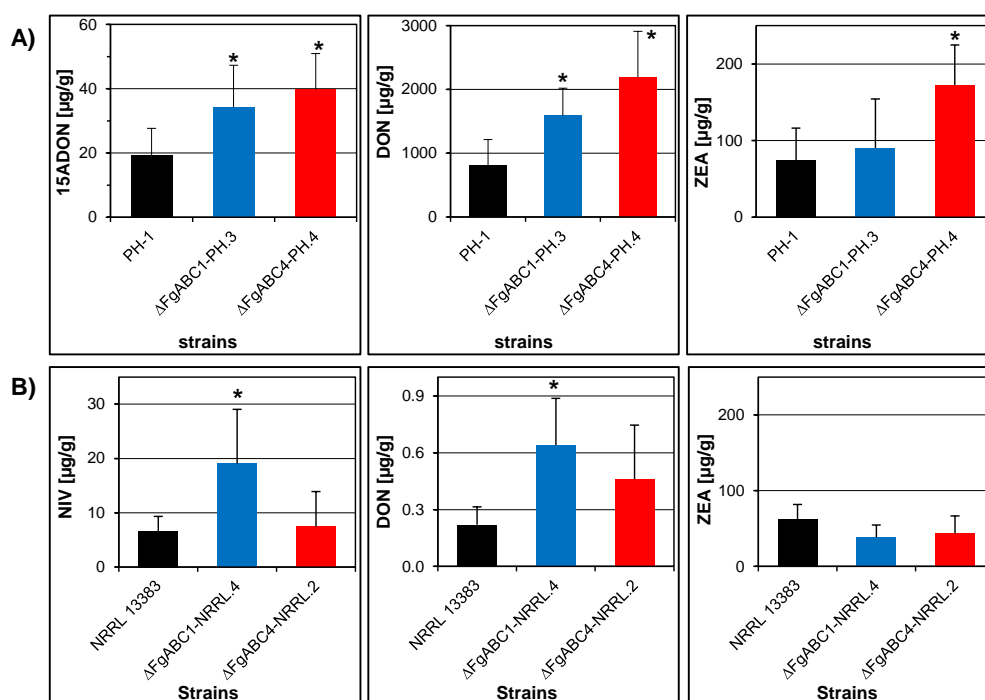 A)
15ADON [µg/g]
60
40
20
0
*
*
PH-1
ΔFgABC1-PH.3
ΔFgABC4-PH.4
strains
DON [µg/g]
3000
2000
1000
0
*
*
PH-1
ΔFgABC1-PH.3
ΔFgABC4-PH.4
strains
ZEA [µg/g]
200
100
0
*
PH-1
ΔFgABC1-PH.3
ΔFgABC4-PH.4
strains
B)
NIV [µg/g]
30
20
10
0
*
NRRL 13383
ΔFgABC1-NRRL.4
ΔFgABC4-NRRL.2
Strains
DON [µg/g]
0.9
0.6
0.3
0.0
*
NRRL 13383
ΔFgABC1-NRRL.4
ΔFgABC4-NRRL.2
Strains
ZEA [µg/g]
200
100
0
NRRL 13383
ΔFgABC1-NRRL.4
ΔFgABC4-NRRL.2
Strains